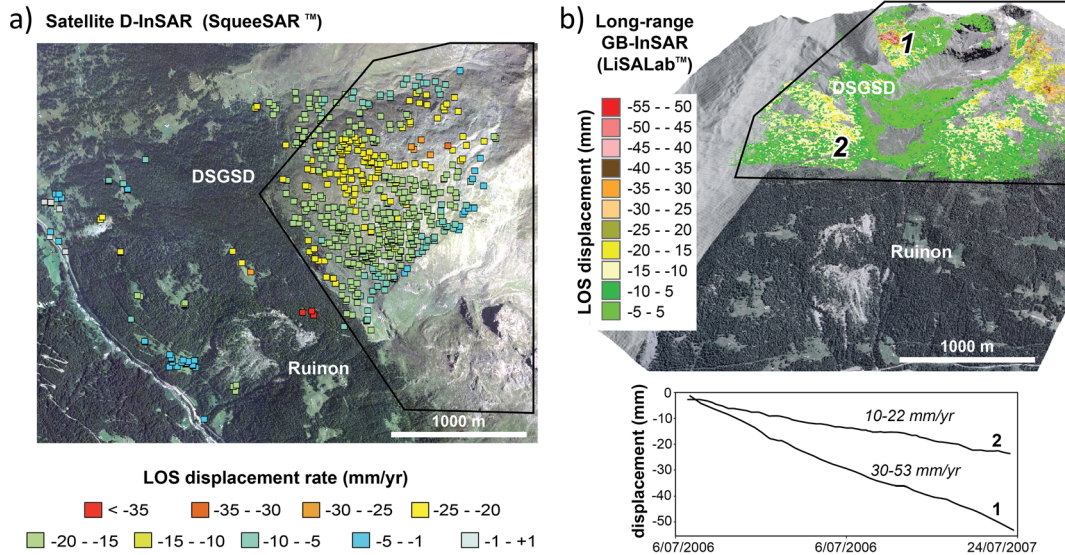 a) Satellite D-InSAR (SqueeSAR ™)
DSGSD
Ruinon
1000 m
LOS displacement rate (mm/yr)
< -35
-35 - -30
-30 - -25
-25 - -20
-20 - -15
-15 - -10
-10 - -5
-5 - -1
-1 - +1
b) Long-range
GB-InSAR
(LiSALab™)
LOS displacement (mm)
-55 - -50
-50 - -45
-45 - -40
-40 - -35
-35 - -30
-30 - -25
-25 - -20
-20 - -15
-15 - -10
-10 - 5
-5 - 5
1
DSGSD
2
Ruinon
1000 m
displacement (mm)
0
-10
-20
-30
-40
-50
10-22 mm/yr
2
30-53 mm/yr
1
6/07/2006
6/07/2006
24/07/2007